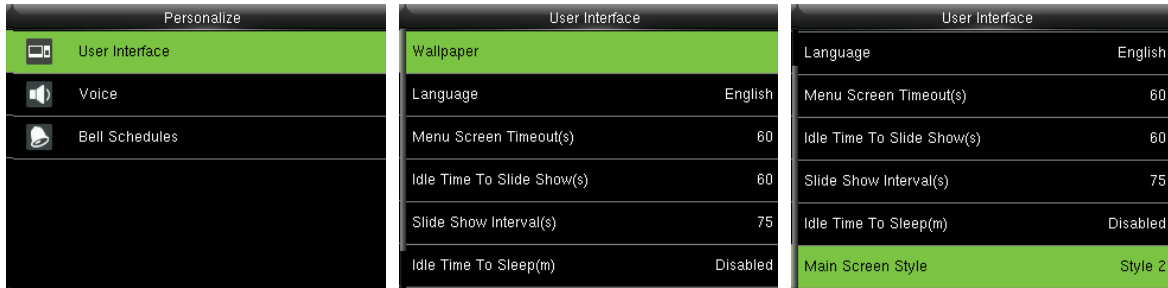 Personalize
User Interface
Voice
Bell Schedules
User Interface
Wallpaper
Language English
Menu Screen Timeout(s) 60
Idle Time To Slide Show(s) 60
Slide Show Interval(s) 75
Idle Time To Sleep(m) Disabled
User Interface
Language English
Menu Screen Timeout(s) 60
Idle Time To Slide Show(s) 60
Slide Show Interval(s) 75
Idle Time To Sleep(m) Disabled
Main Screen Style Style 2